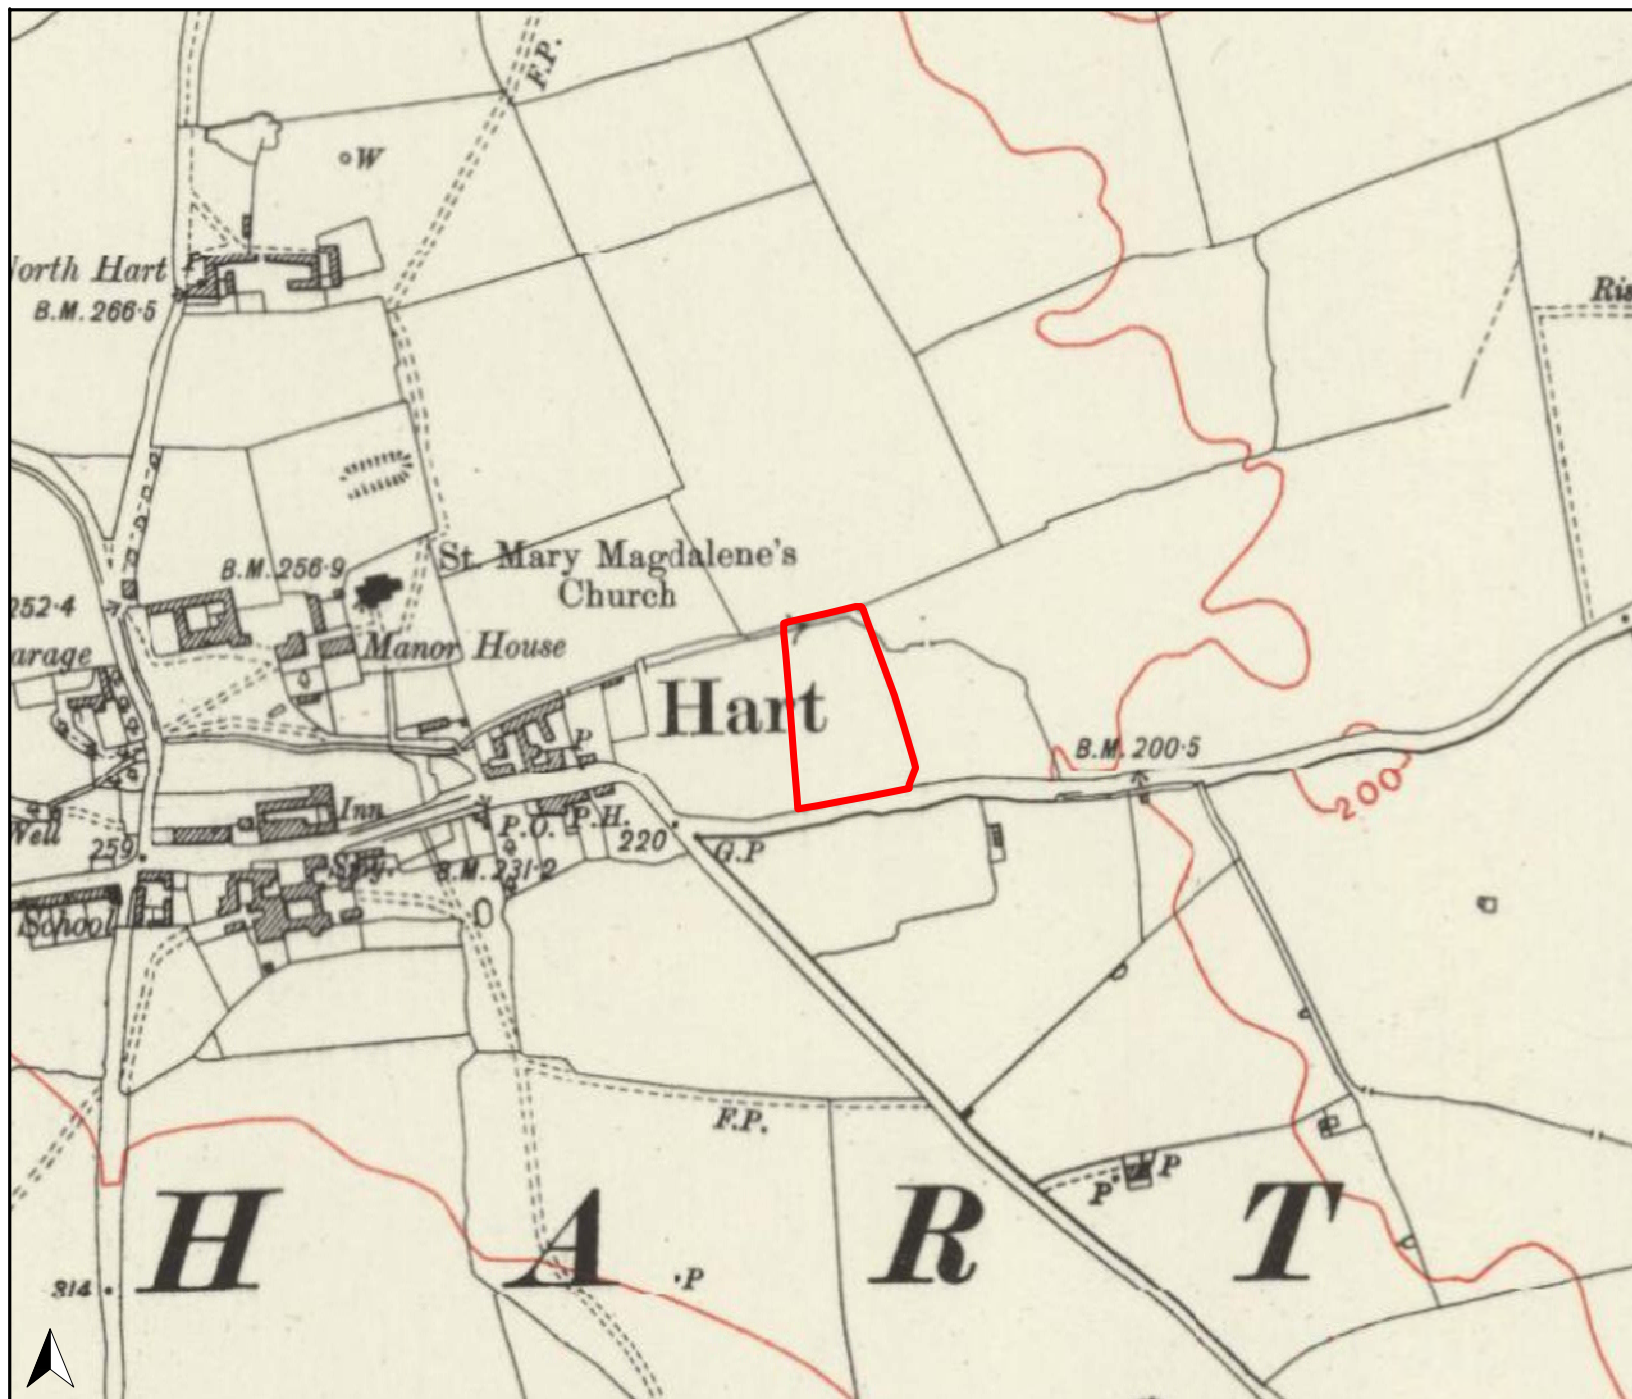 F.P.
W
North Hart
B.M. 266·5
Ris
St. Mary Magdalene's
Church
B.M. 256·9
252·4
arage
Manor House
Hart
P
B.M. 200·5
200
Inn
P.O.
P.H.
Well
259
220
G.P
Smy.
B.M. 231·2
School
F.P.
P
P
H A R T
P
314